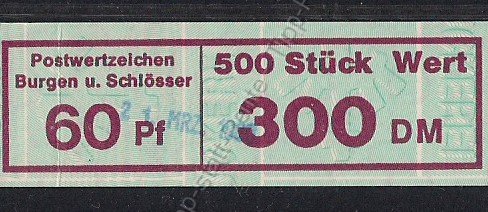 Postwertzeichen
Burgen u. Schlösser
60 Pf
500 Stück Wert
300 DM